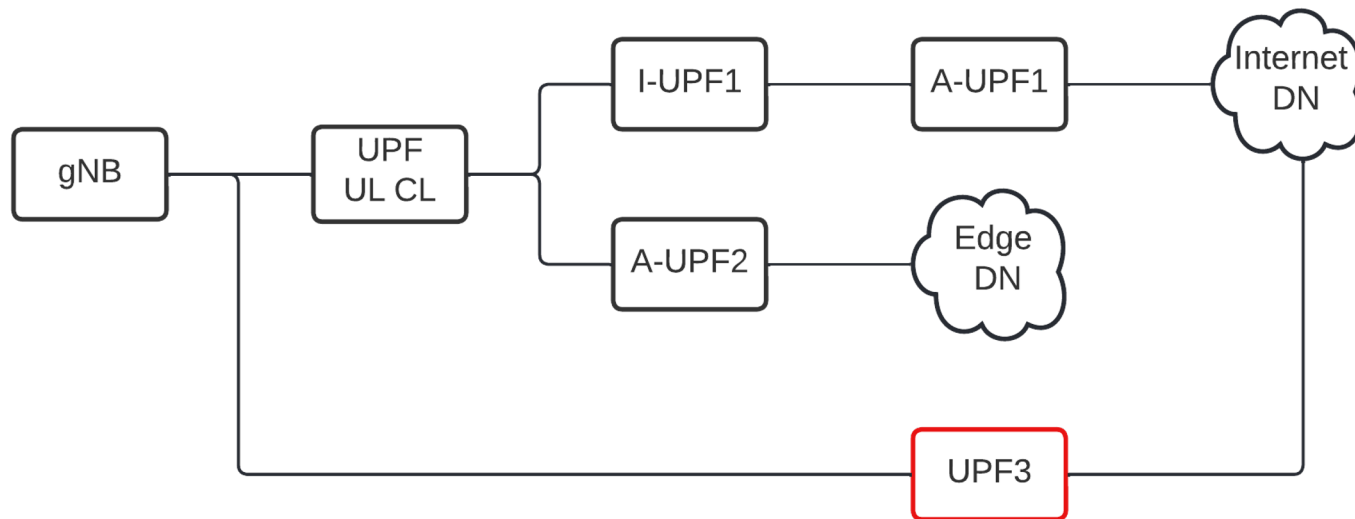 gNB
UPF
UL CL
I-UPF1
A-UPF1
Internet
DN
A-UPF2
Edge
DN
UPF3